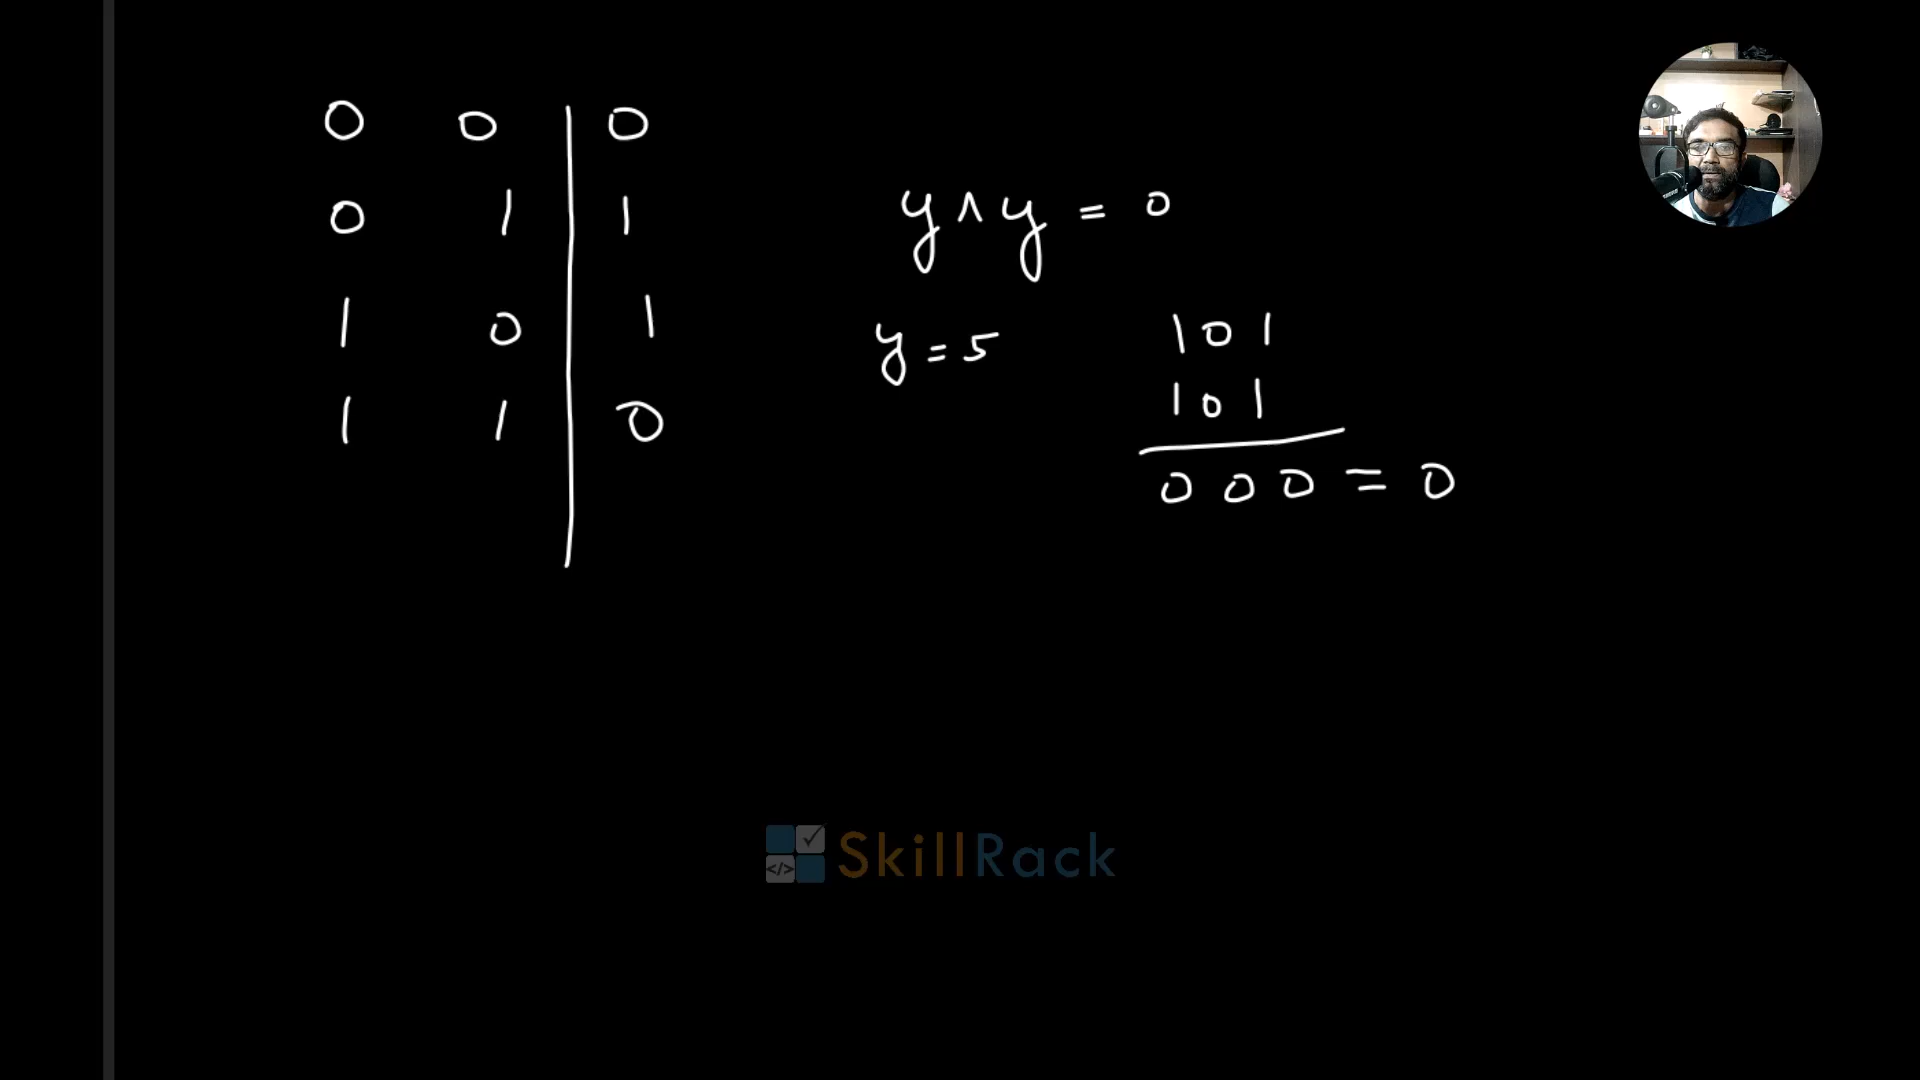 0 0 | 0
0 1 | 1
1 0 | 1
1 1 | 0
y ∧ y = 0
y = 5
101
101
000 = 0
SkillRack